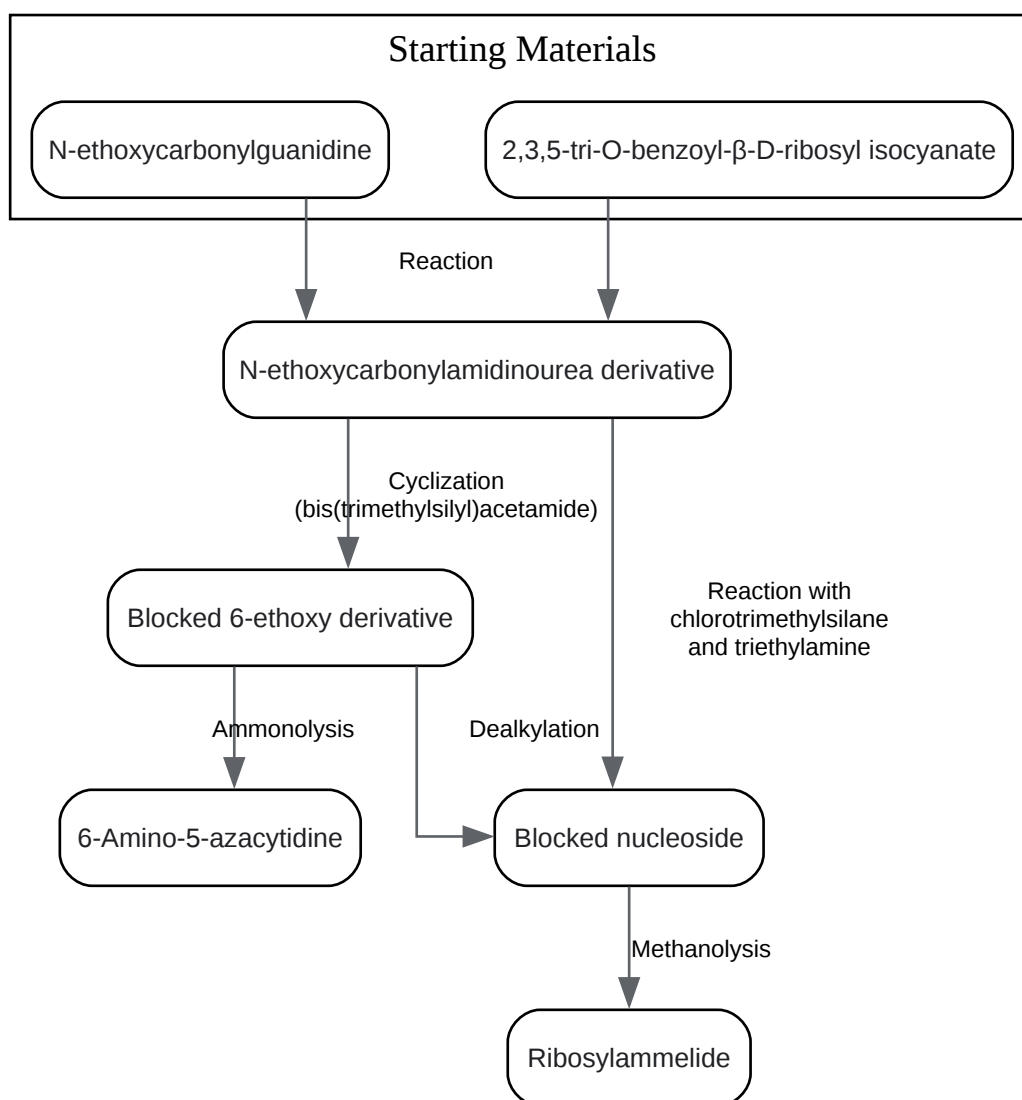 Starting Materials
N-ethoxycarbonylguanidine
2,3,5-tri-O-benzoyl-β-D-ribosyl isocyanate
Reaction
N-ethoxycarbonylamidinourea derivative
Cyclization
(bis(trimethylsilyl)acetamide)
Blocked 6-ethoxy derivative
Reaction with
chlorotrimethylsilane
and triethylamine
Ammonolysis
Dealkylation
6-Amino-5-azacytidine
Blocked nucleoside
Methanolysis
Ribosylammelide